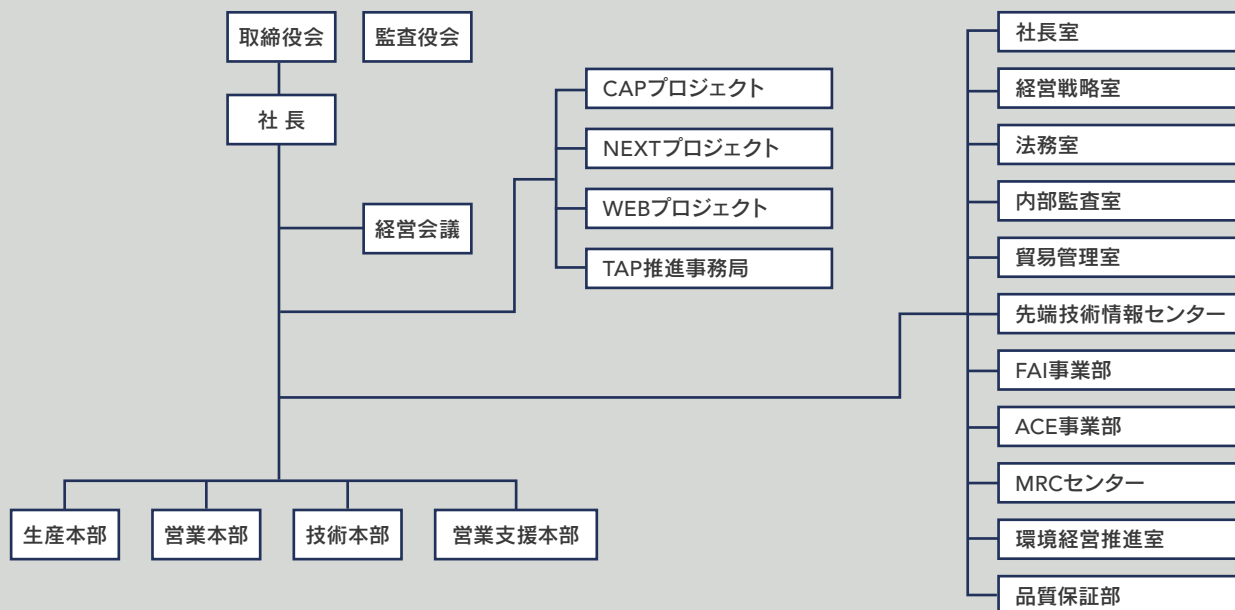 取締役会
監査役会
社 長
経営会議
CAPプロジェクト
NEXTプロジェクト
WEBプロジェクト
TAP推進事務局
社長室
経営戦略室
法務室
内部監査室
貿易管理室
先端技術情報センター
FAI事業部
ACE事業部
MRCセンター
環境経営推進室
品質保証部
生産本部
営業本部
技術本部
営業支援本部